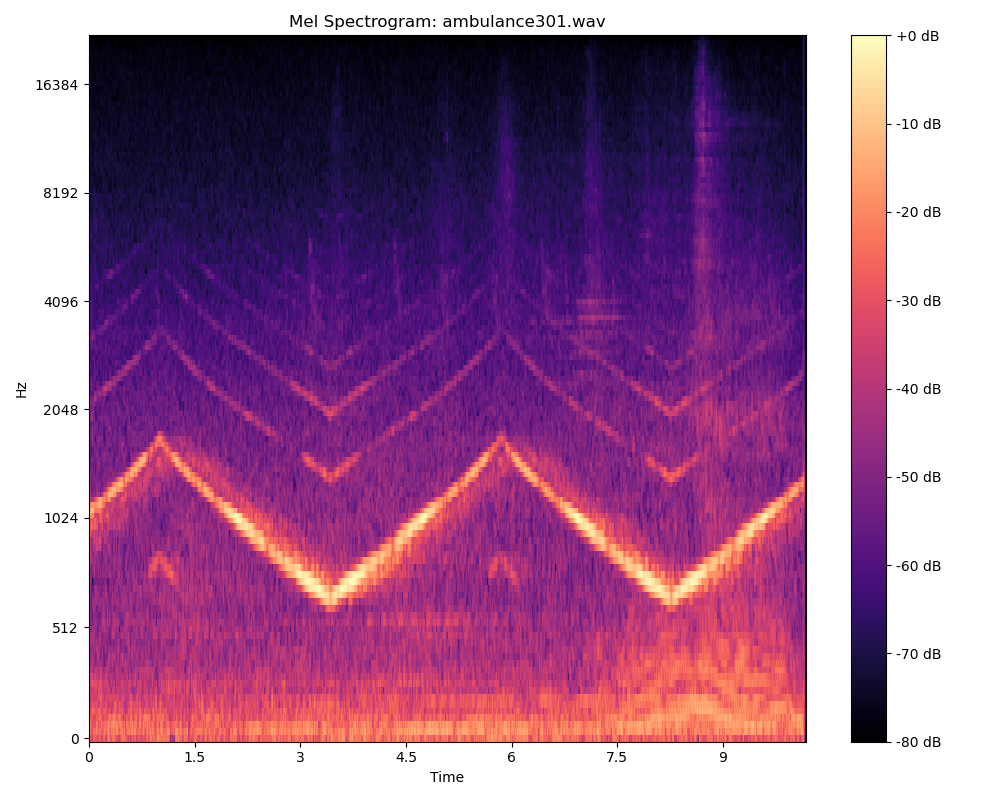 Mel Spectrogram: ambulance301.wav
Hz
16384
8192
4096
2048
1024
512
0
0 1.5 3 4.5 6 7.5 9
Time
+0 dB
-10 dB
-20 dB
-30 dB
-40 dB
-50 dB
-60 dB
-70 dB
-80 dB